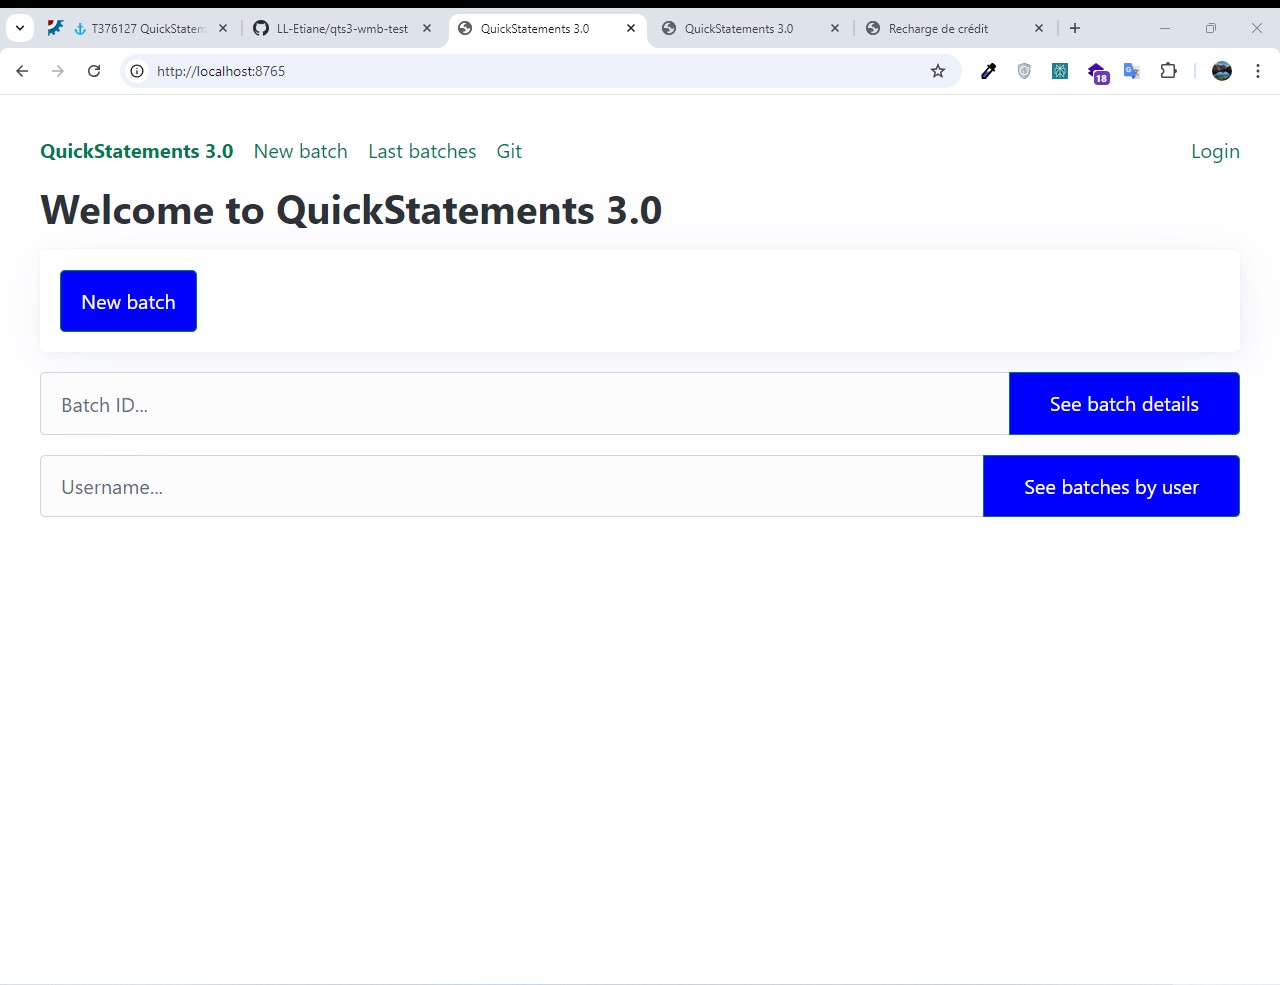 T376127 QuickStatem
LL-Etiane/qts3-wmb-test
QuickStatements 3.0
QuickStatements 3.0
Recharge de crédit
http://localhost:8765
18
QuickStatements 3.0 New batch Last batches Git Login
Welcome to QuickStatements 3.0
New batch
Batch ID... See batch details
Username... See batches by user